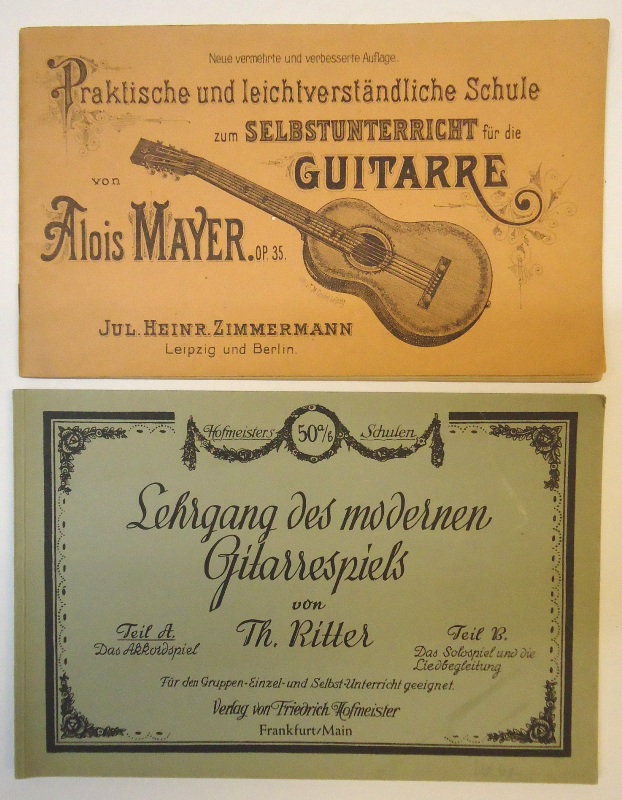 Neue vermehrte und verbesserte Auflage.
Praktische und leichtverständliche Schule
zum SELBSTUNTERRICHT für die
GUITARRE
von
Alois MAYER. OP. 35.
JUL. HEINR. ZIMMERMANN
Leipzig und Berlin.
Hofmeisters 50a/b Schulen
Lehrgang des modernen
Gitarrespiels
von
Th. Ritter
Teil A.
Das Akkordspiel
Teil B.
Das Solospiel und die
Liedbegleitung
Für den Gruppen-Einzel-und Selbst-Unterricht geeignet.
Verlag von Friedrich Hofmeister
Frankfurt/Main